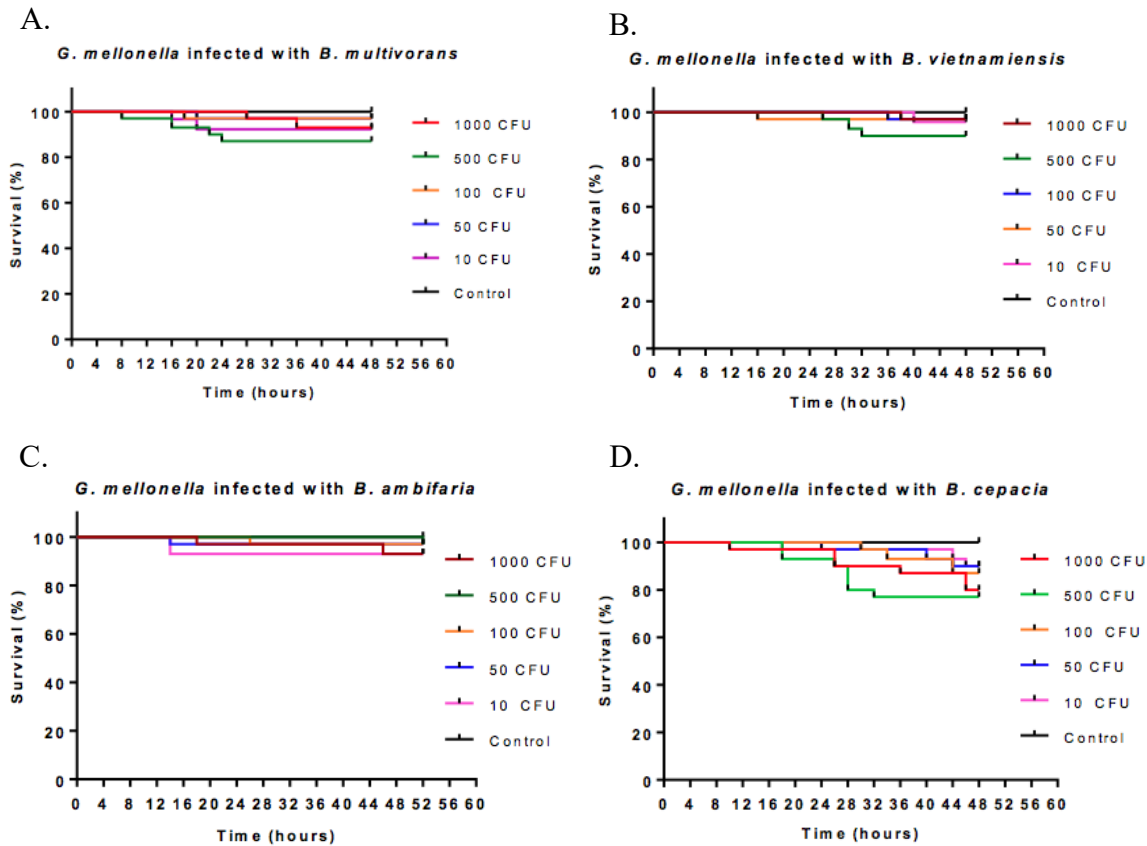 A.
G. mellonella infected with B. multivorans
Survival (%)
100
80
60
40
20
0
0 4 8 12 16 20 24 28 32 36 40 44 48 52 56 60
Time (hours)
1000 CFU
500 CFU
100 CFU
50 CFU
10 CFU
Control
B.
G. mellonella infected with B. vietnamiensis
Survival (%)
100
80
60
40
20
0
0 4 8 12 16 20 24 28 32 36 40 44 48 52 56 60
Time (hours)
1000 CFU
500 CFU
100 CFU
50 CFU
10 CFU
Control
C.
G. mellonella infected with B. ambifaria
Survival (%)
100
80
60
40
20
0
0 4 8 12 16 20 24 28 32 36 40 44 48 52 56 60
Time (hours)
1000 CFU
500 CFU
100 CFU
50 CFU
10 CFU
Control
D.
G. mellonella infected with B. cepacia
Survival (%)
100
80
60
40
20
0
0 4 8 12 16 20 24 28 32 36 40 44 48 52 56 60
Time (hours)
1000 CFU
500 CFU
100 CFU
50 CFU
10 CFU
Control